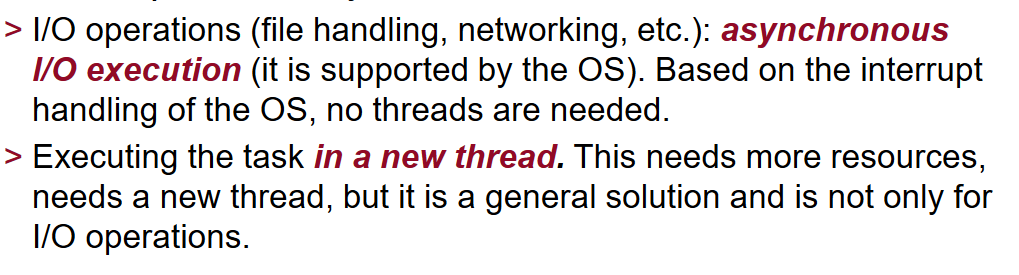 > I/O operations (file handling, networking, etc.): asynchronous
I/O execution (it is supported by the OS). Based on the interrupt
handling of the OS, no threads are needed.
> Executing the task in a new thread. This needs more resources,
needs a new thread, but it is a general solution and is not only for
I/O operations.